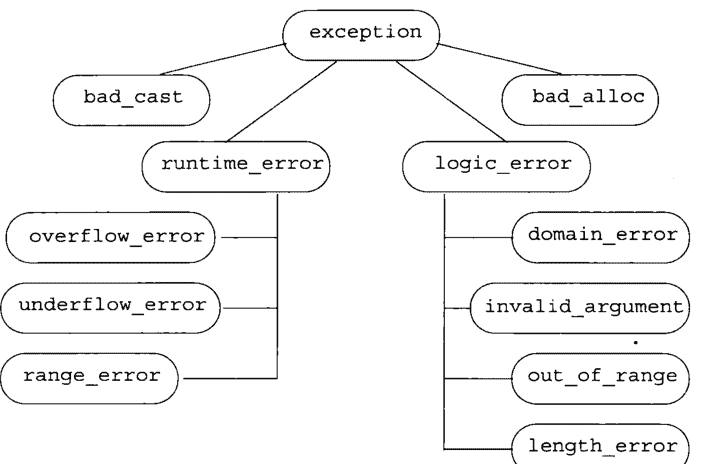 exception
bad_cast
bad_alloc
runtime_error
logic_error
overflow_error
domain_error
underflow_error
invalid_argument
range_error
out_of_range
length_error